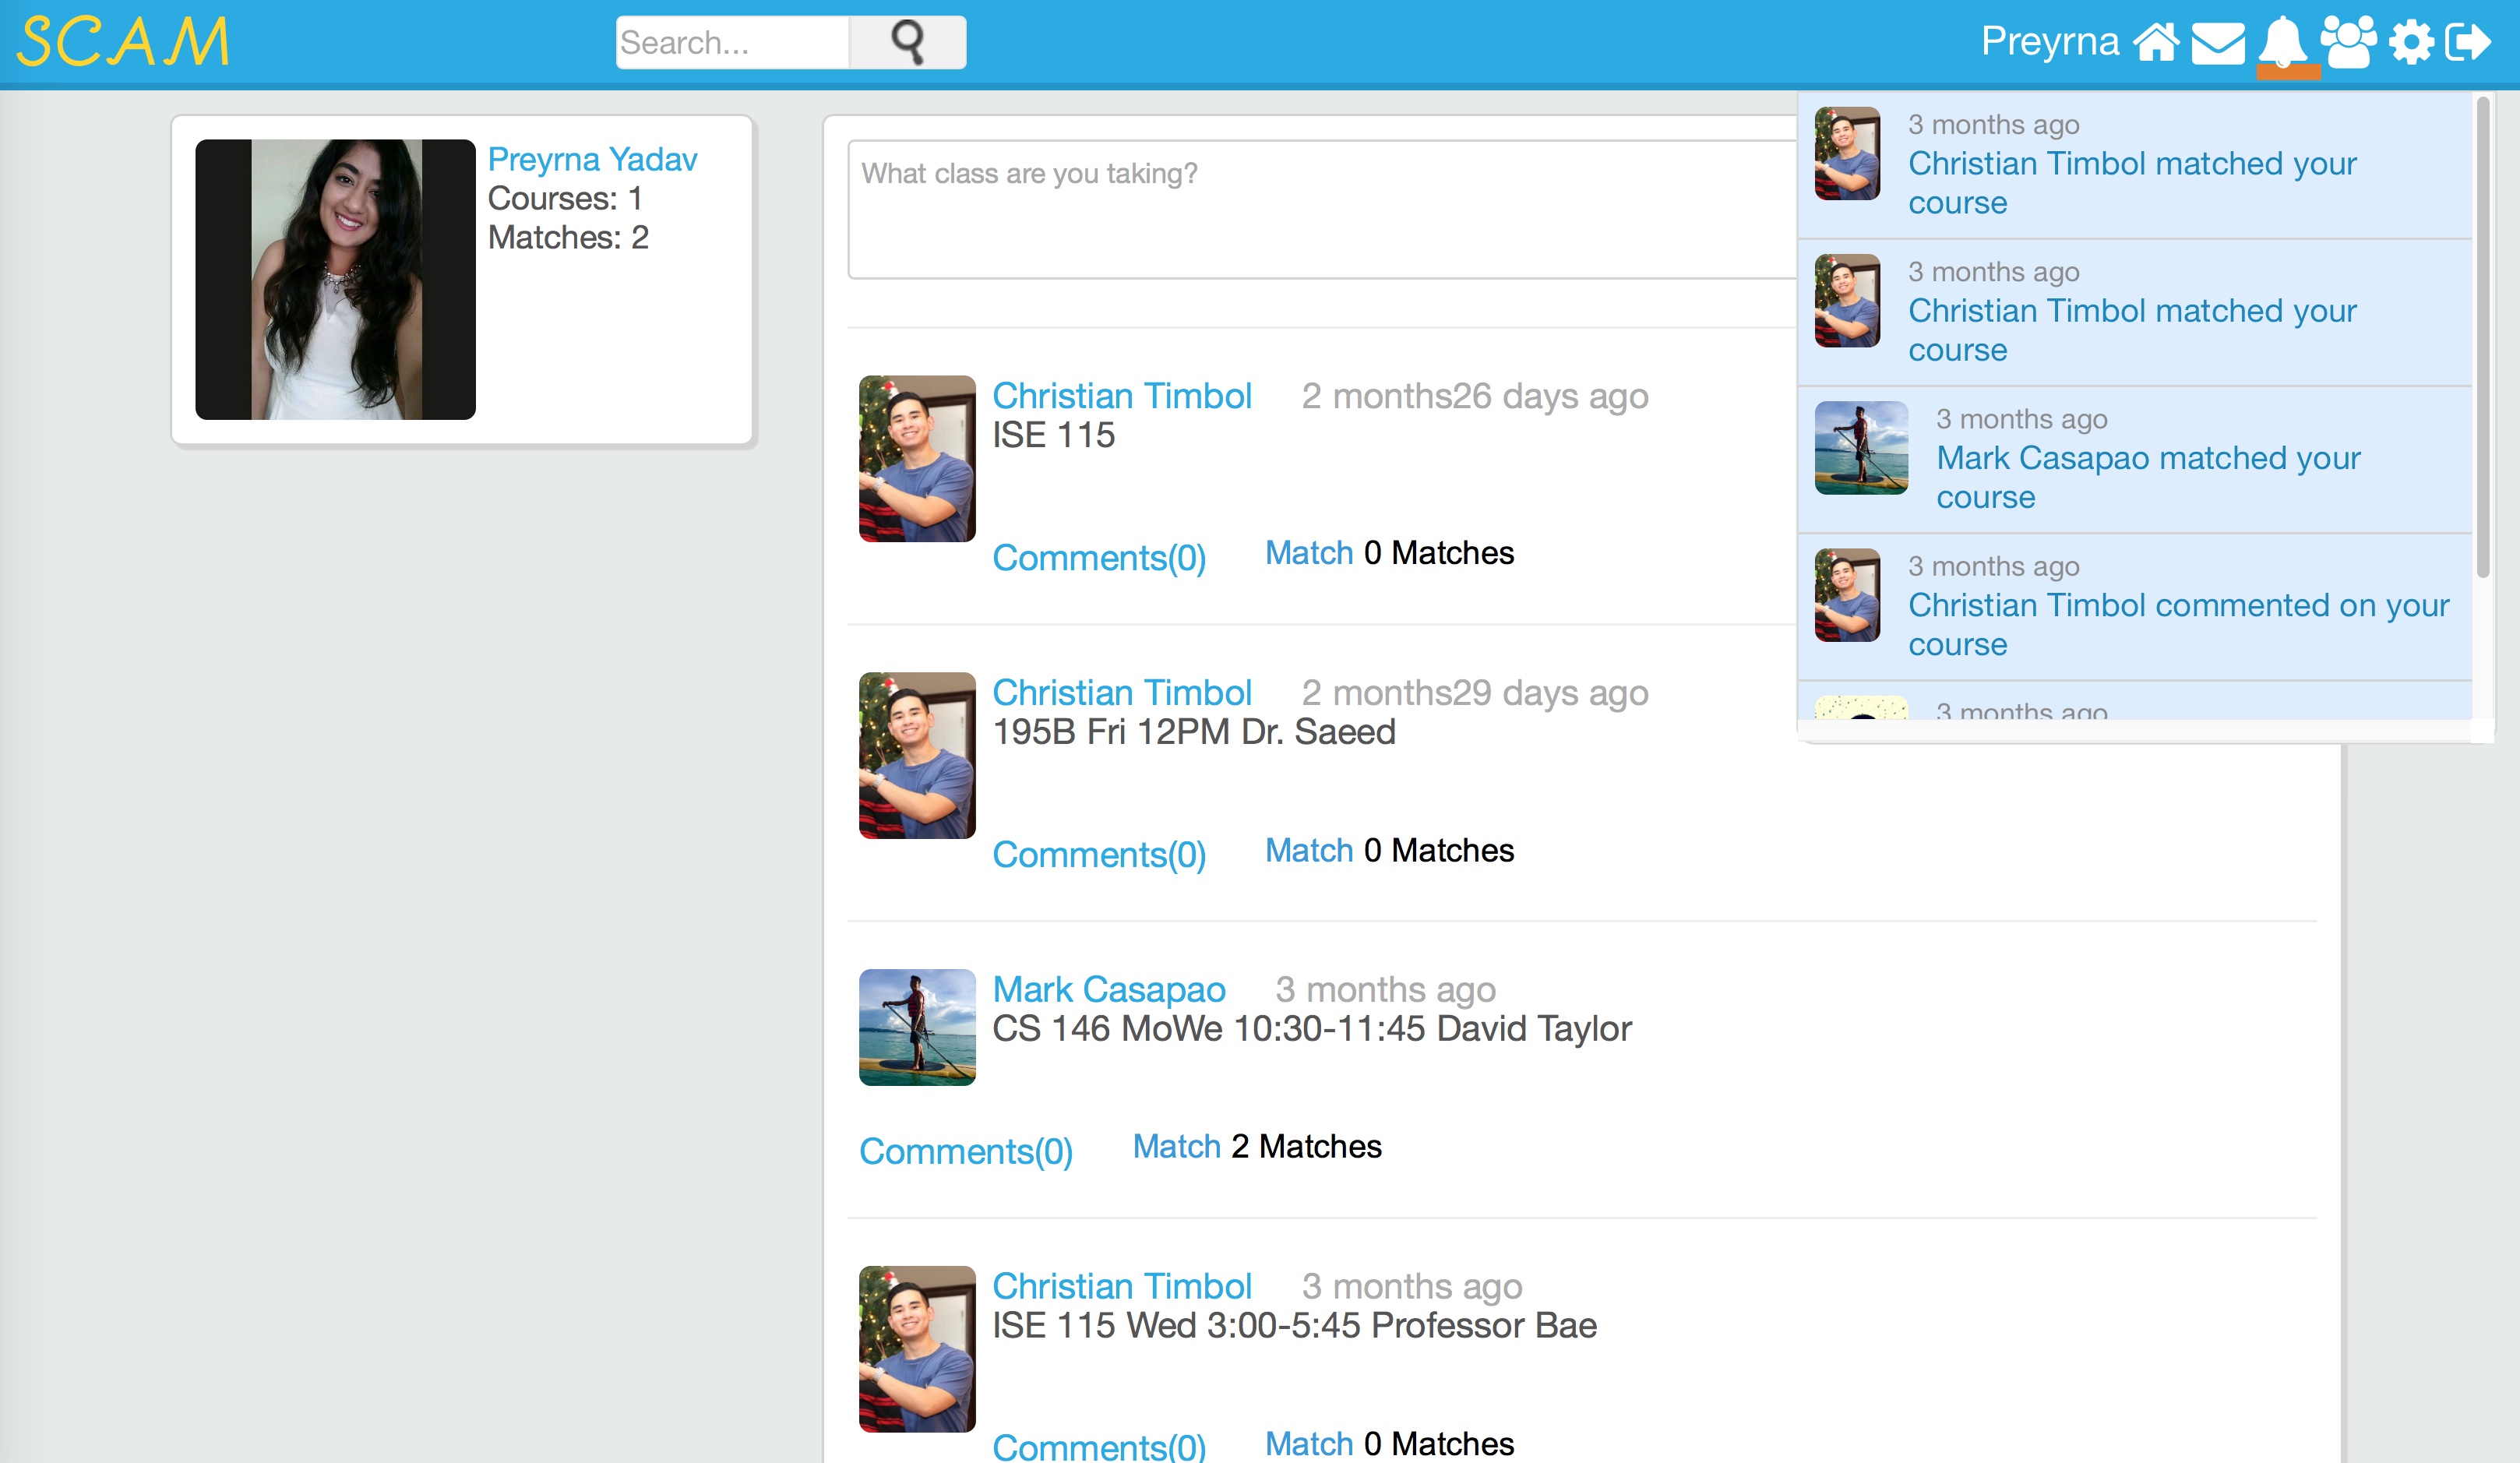 SCAM
Search...
Preyrna
Preyrna Yadav
Courses: 1
Matches: 2
What class are you taking?
Christian Timbol 2 months26 days ago
ISE 115
Comments(0) Match 0 Matches
Christian Timbol 2 months29 days ago
195B Fri 12PM Dr. Saeed
Comments(0) Match 0 Matches
Mark Casapao 3 months ago
CS 146 MoWe 10:30-11:45 David Taylor
Comments(0) Match 2 Matches
Christian Timbol 3 months ago
ISE 115 Wed 3:00-5:45 Professor Bae
Comments(0) Match 0 Matches
3 months ago
Christian Timbol matched your
course
3 months ago
Christian Timbol matched your
course
3 months ago
Mark Casapao matched your
course
3 months ago
Christian Timbol commented on your
course
3 months ago